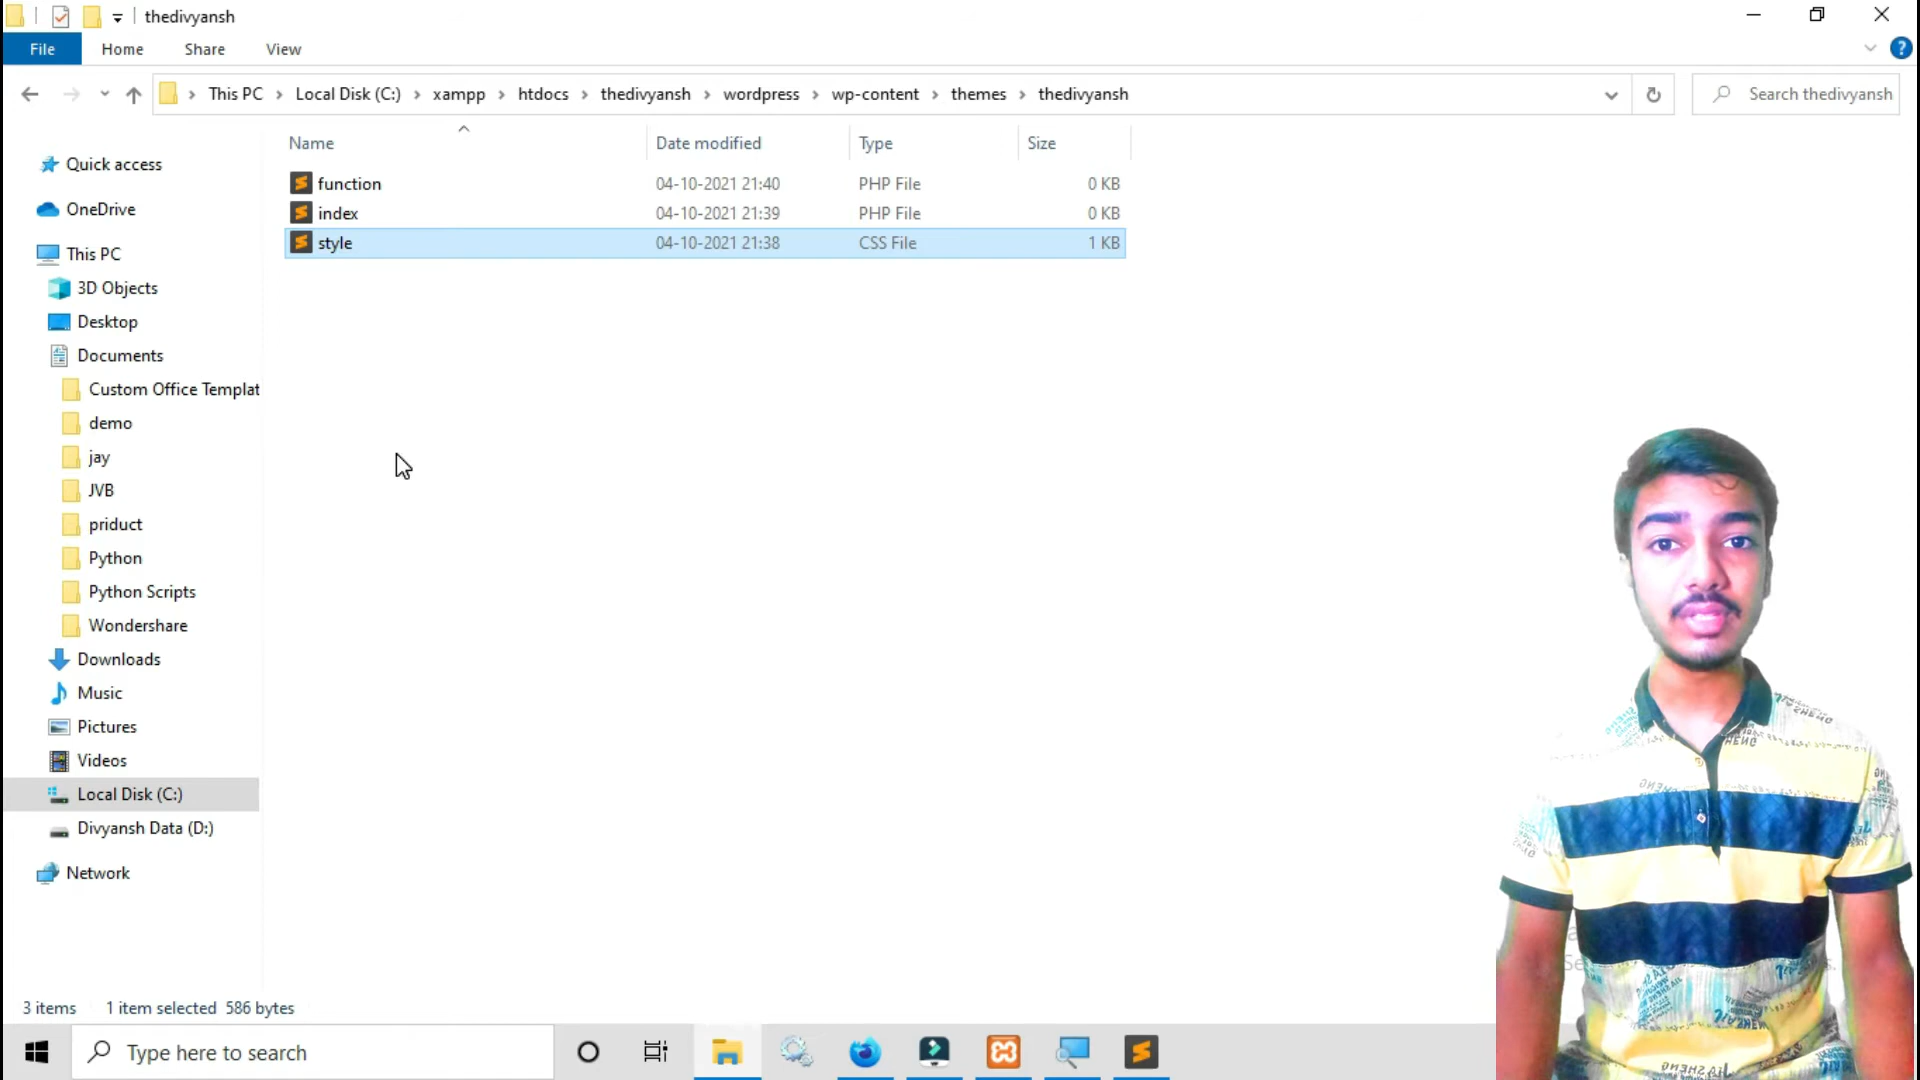 thedivyansh
File Home Share View
This PC Local Disk (C:) xampp htdocs thedivyansh wordpress wp-content themes thedivyansh
Search thedivyansh
Name Date modified Type Size
function 04-10-2021 21:40 PHP File 0 KB
index 04-10-2021 21:39 PHP File 0 KB
style 04-10-2021 21:38 CSS File 1 KB
Quick access
OneDrive
This PC
3D Objects
Desktop
Documents
Custom Office Templat
demo
jay
JVB
priduct
Python
Python Scripts
Wondershare
Downloads
Music
Pictures
Videos
Local Disk (C:)
Divyansh Data (D:)
Network
3 items 1 item selected 586 bytes
Type here to search